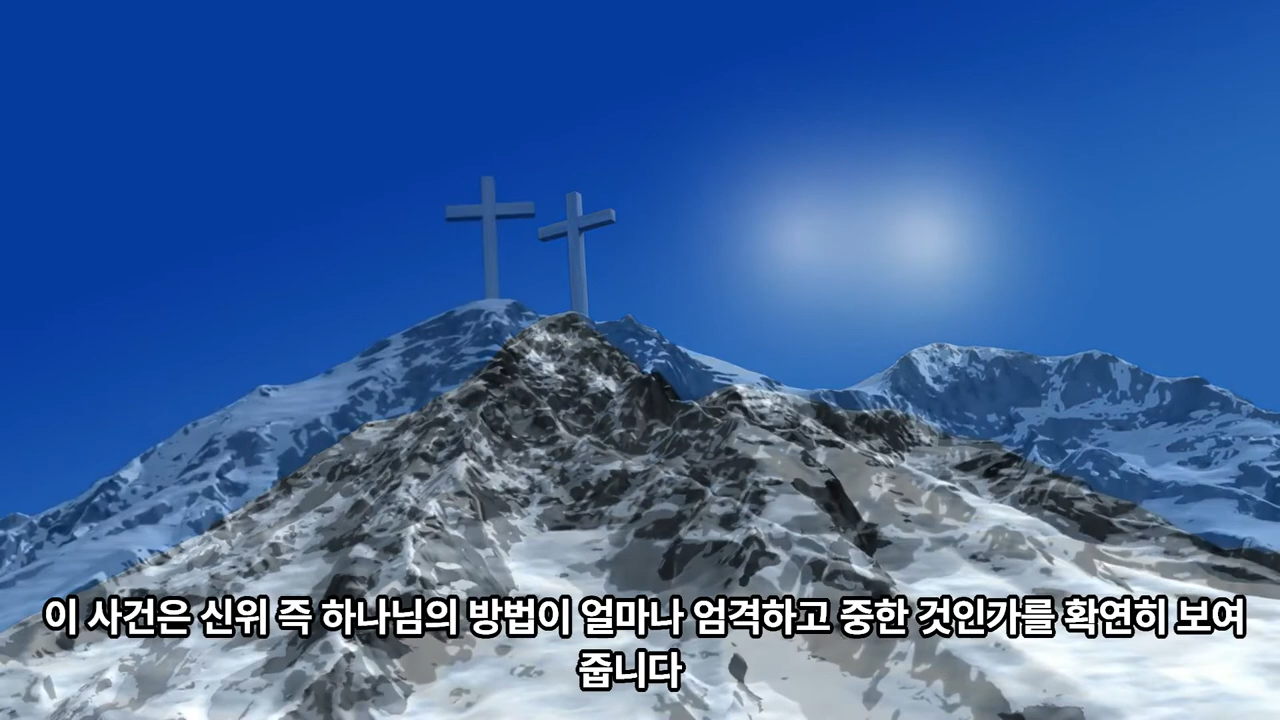 이 사건은 신위 즉 하나님의 방법이 얼마나 엄격하고 중한 것인가를 확연히 보여
줍니다